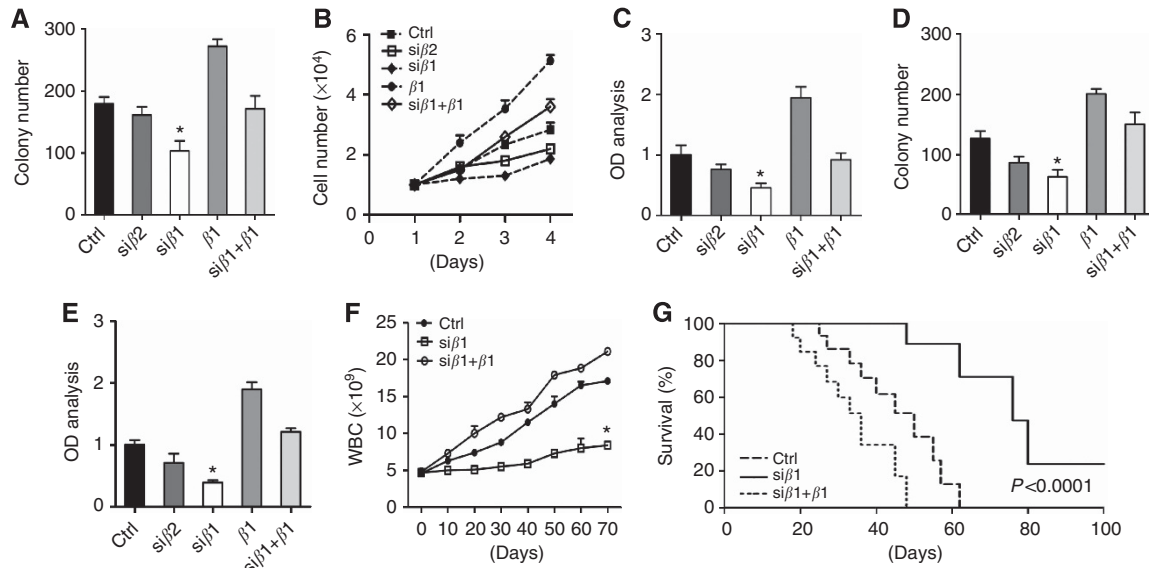 A
Colony number
300
200
100
0
Ctrl
siβ2
siβ1
β1
siβ1+β1
*
B
Cell number (×10⁴)
6
4
2
0
0 1 2 3 4
(Days)
Ctrl
siβ2
siβ1
β1
siβ1+β1
C
OD analysis
3
2
1
0
Ctrl
siβ2
siβ1
β1
siβ1+β1
*
D
Colony number
300
200
100
0
Ctrl
siβ2
siβ1
β1
siβ1+β1
*
E
OD analysis
3
2
1
0
Ctrl
siβ2
siβ1
β1
siβ1+β1
*
F
WBC (×10⁹)
25
20
15
10
5
0
0 10 20 30 40 50 60 70
(Days)
Ctrl
siβ1
siβ1+β1
*
G
Survival (%)
100
80
60
40
20
0
0 20 40 60 80 100
(Days)
Ctrl
siβ1
siβ1+β1
P<0.0001